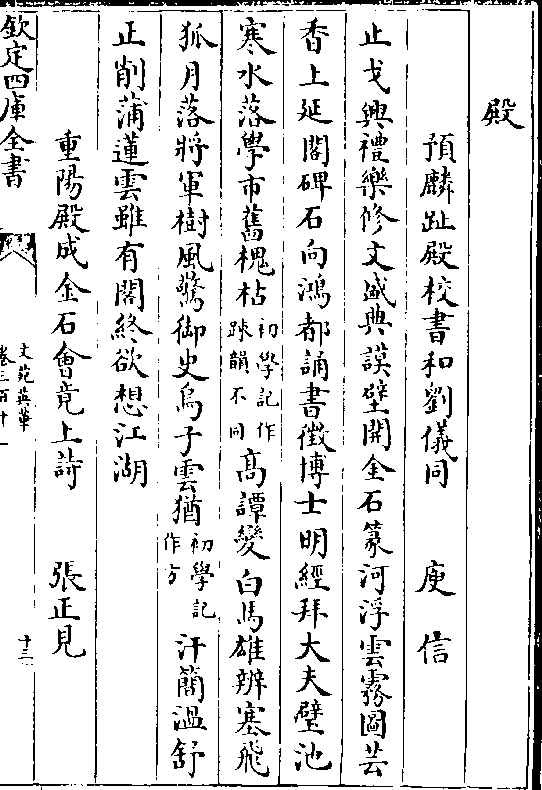 殿
預麟趾殿校書和劉儀同 庾信
止戈興禮樂修文盛典謨壁開金石篆河浮雲霧圖芸
香上延閣碑石向鴻都誦書徵博士明經拜大夫璧池
寒水落學市舊槐枯初學記作踈韻不同高譚變白馬雄辨塞飛
狐月落將軍樹風驚御史烏子雲猶初學記作方汗簡温舒
正削蒲蓮雲雖有閣終欲想江湖
重陽殿成金石會竟上詩 張正見
欽定四庫全書
文苑英華
卷三百十一
十三